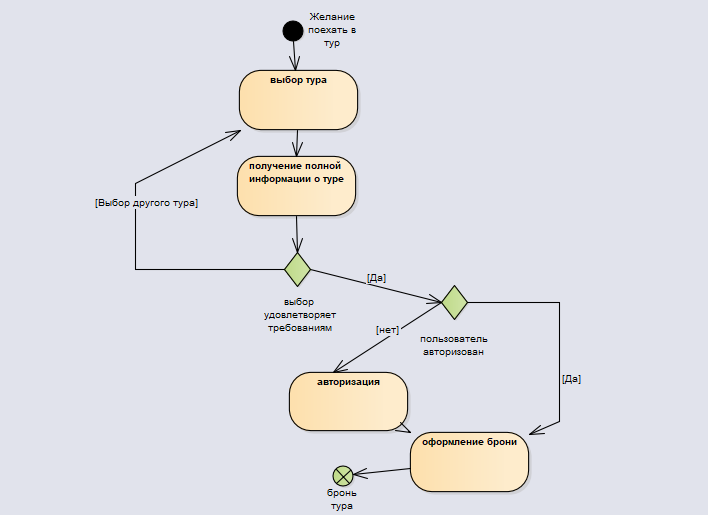 Желание
поехать в
тур
выбор тура
получение полной
информации о туре
[Выбор другого тура]
[Да]
выбор
удовлетворяет
требованиям
[нет]
пользователь
авторизован
авторизация
[Да]
оформление брони
бронь
тура